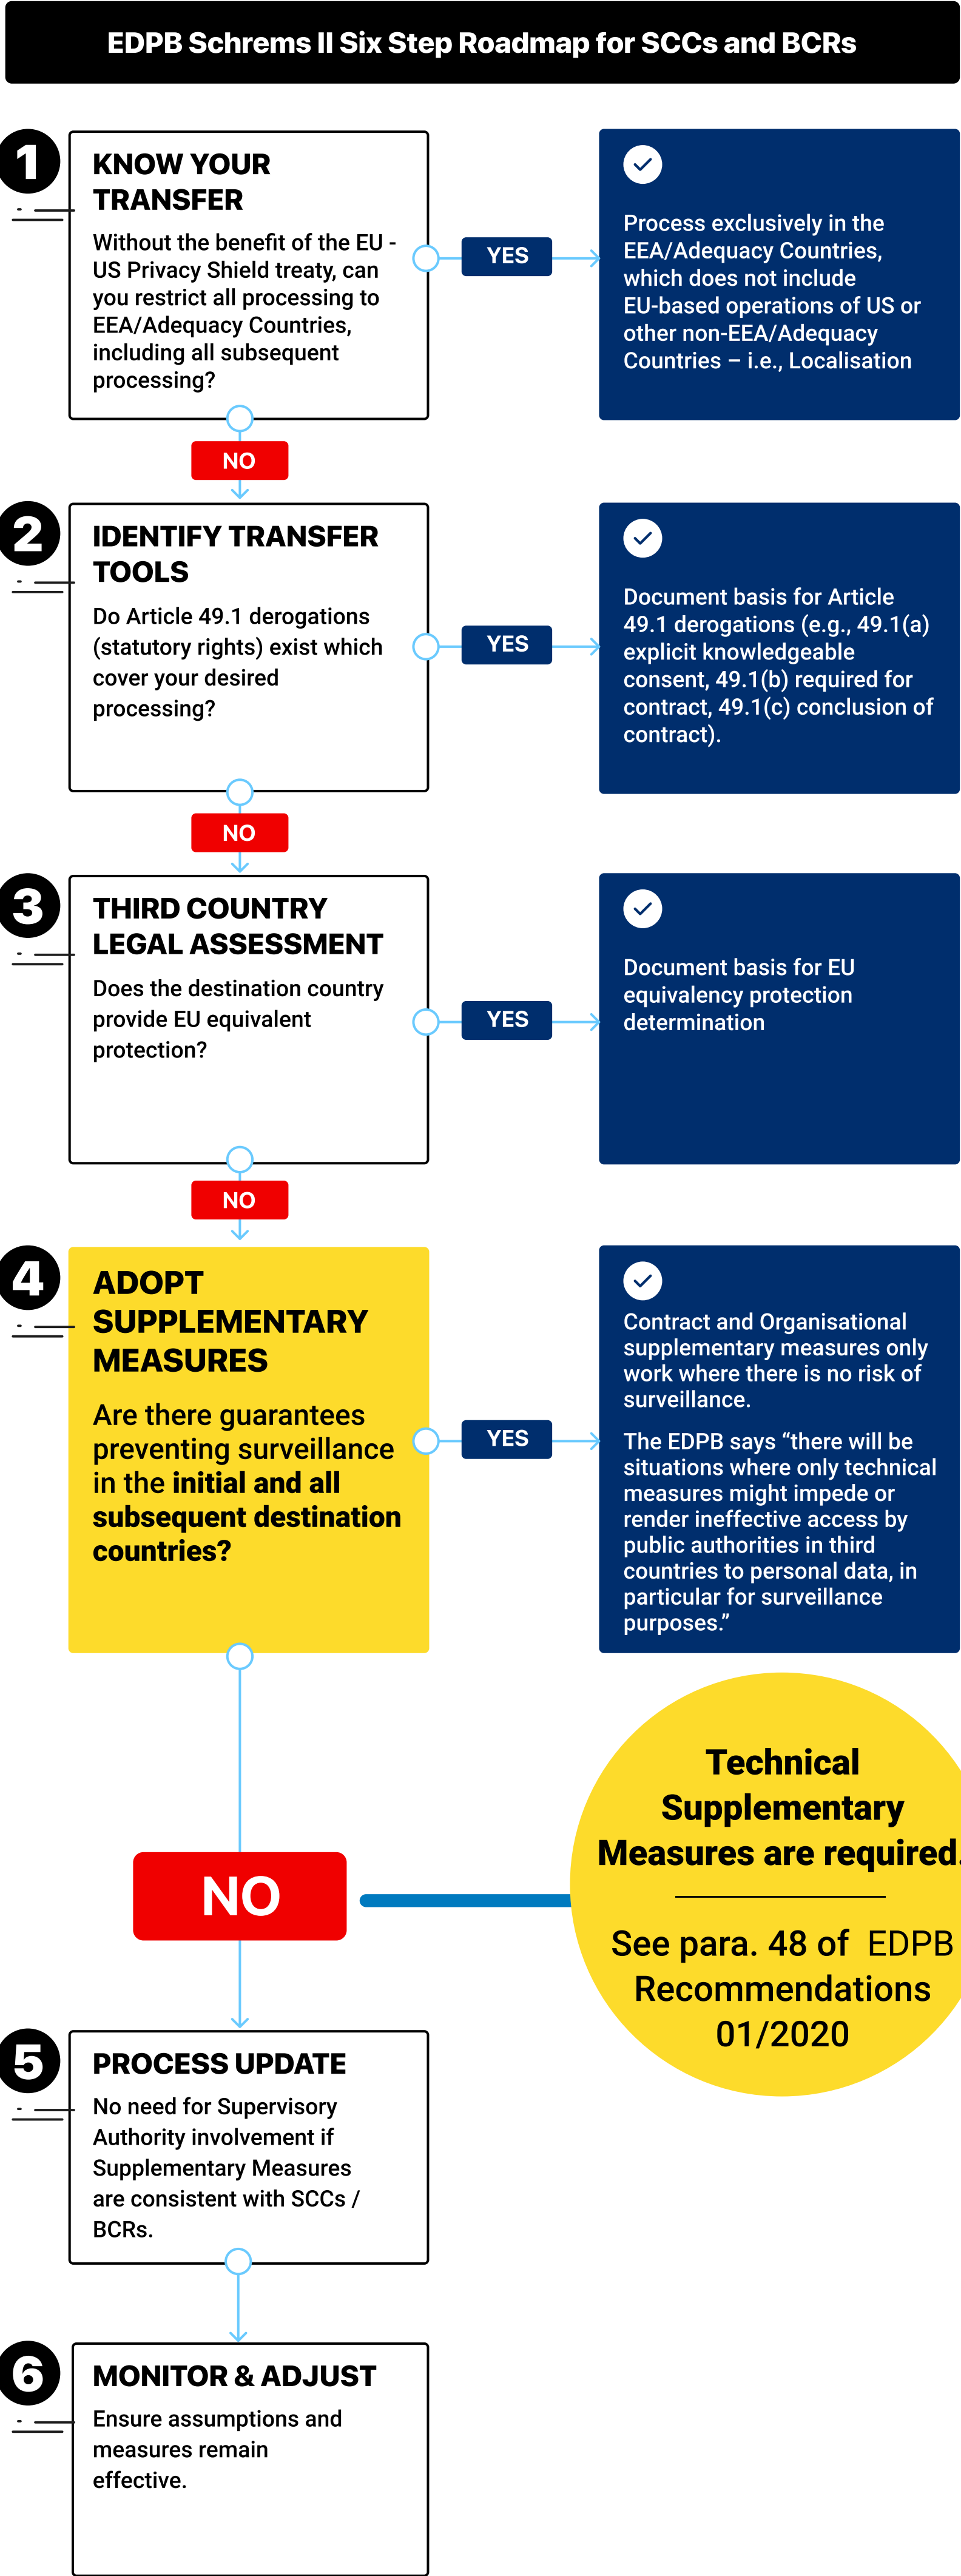 EDPB Schrems II Six Step Roadmap for SCCs and BCRs
1
KNOW YOUR
TRANSFER
Without the benefit of the EU -
US Privacy Shield treaty, can
you restrict all processing to
EEA/Adequacy Countries,
including all subsequent
processing?
YES
Process exclusively in the
EEA/Adequacy Countries,
which does not include
EU-based operations of US or
other non-EEA/Adequacy
Countries – i.e., Localisation
NO
2
IDENTIFY TRANSFER
TOOLS
Do Article 49.1 derogations
(statutory rights) exist which
cover your desired
processing?
YES
Document basis for Article
49.1 derogations (e.g., 49.1(a)
explicit knowledgeable
consent, 49.1(b) required for
contract, 49.1(c) conclusion of
contract).
NO
3
THIRD COUNTRY
LEGAL ASSESSMENT
Does the destination country
provide EU equivalent
protection?
YES
Document basis for EU
equivalency protection
determination
NO
4
ADOPT
SUPPLEMENTARY
MEASURES
Are there guarantees
preventing surveillance
in the initial and all
subsequent destination
countries?
YES
Contract and Organisational
supplementary measures only
work where there is no risk of
surveillance.
The EDPB says “there will be
situations where only technical
measures might impede or
render ineffective access by
public authorities in third
countries to personal data, in
particular for surveillance
purposes.”
NO
Technical
Supplementary
Measures are required.
See para. 48 of EDPB
Recommendations
01/2020
5
PROCESS UPDATE
No need for Supervisory
Authority involvement if
Supplementary Measures
are consistent with SCCs /
BCRs.
6
MONITOR & ADJUST
Ensure assumptions and
measures remain
effective.